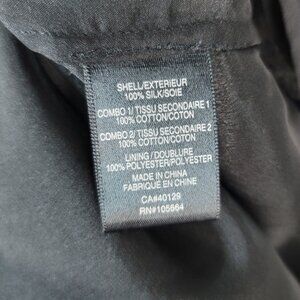 SHELL/EXTERIEUR
100% SILK/SOIE
COMBO 1/ TISSU SECONDAIRE 1
100% COTTON/COTON
COMBO 2/ TISSU SECONDAIRE 2
100% COTTON/COTON
LINING / DOUBLURE
100% POLYESTER/POLYESTER
MADE IN CHINA
FABRIQUÉ EN CHINE
CA#40129
RN#105664